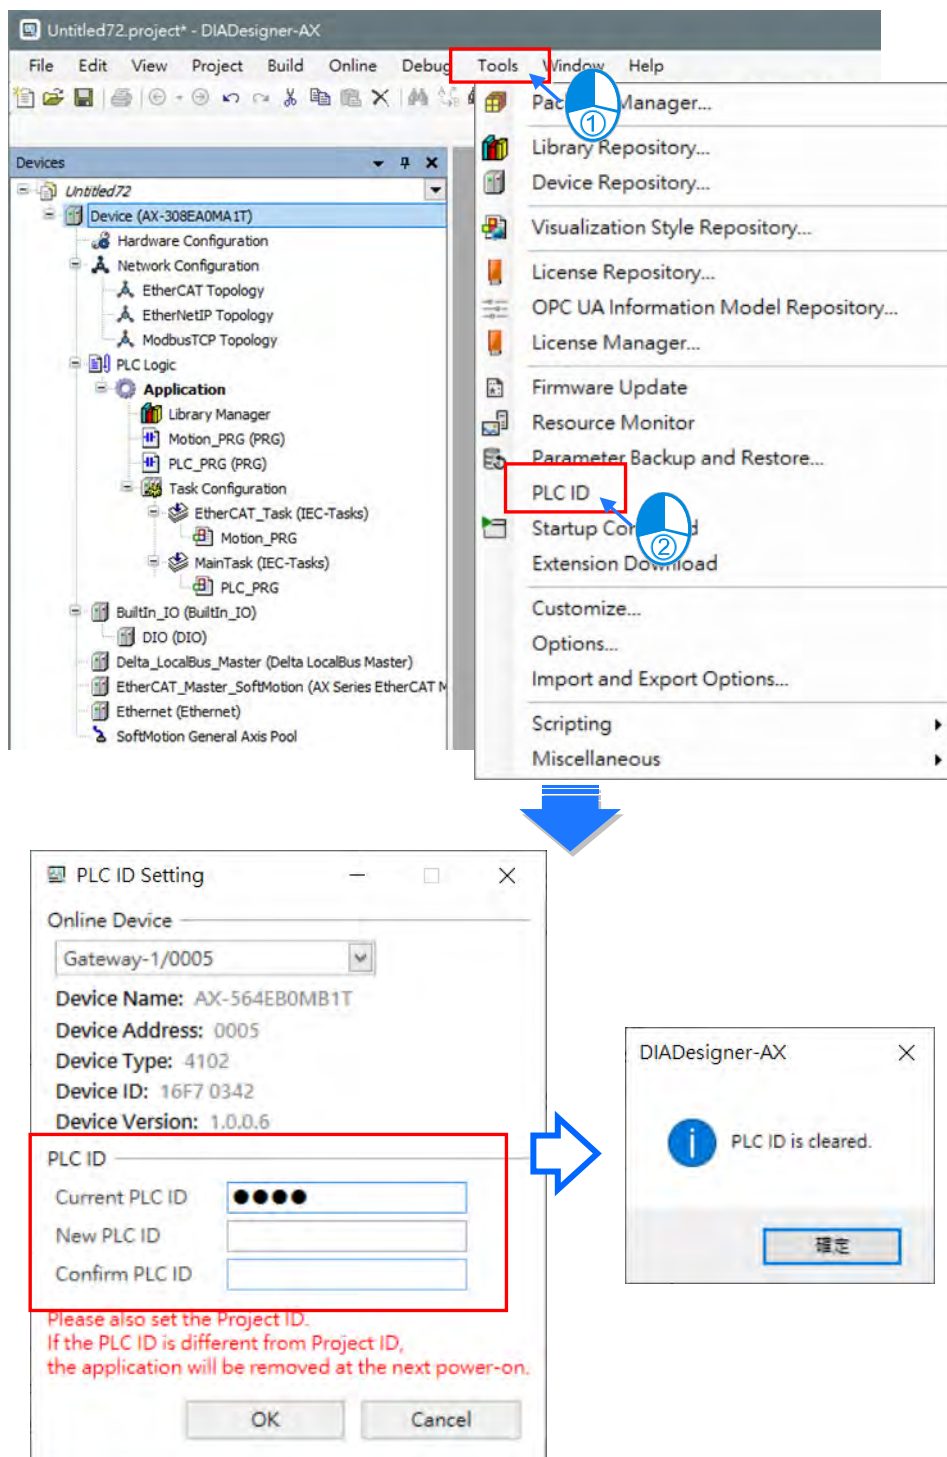 Untitled72.project* - DIADesigner-AX
File Edit View Project Build Online Debug Tools Window Help
Devices
Untitled72
Device (AX-308EA0MA1T)
Hardware Configuration
Network Configuration
EtherCAT Topology
EtherNetIP Topology
ModbusTCP Topology
PLC Logic
Application
Library Manager
Motion_PRG (PRG)
PLC_PRG (PRG)
Task Configuration
EtherCAT_Task (IEC-Tasks)
Motion_PRG
MainTask (IEC-Tasks)
PLC_PRG
BuiltIn_IO (BuiltIn_IO)
DIO (DIO)
Delta_LocalBus_Master (Delta LocalBus Master)
EtherCAT_Master_SoftMotion (AX Series EtherCAT M
Ethernet (Ethernet)
SoftMotion General Axis Pool
Manager...
①
Library Repository...
Device Repository...
Visualization Style Repository...
License Repository...
OPC UA Information Model Repository...
License Manager...
Firmware Update
Resource Monitor
Parameter Backup and Restore...
PLC ID
Startup
②
Extension Download
Customize...
Options...
Import and Export Options...
Scripting
Miscellaneous
PLC ID Setting
Online Device
Gateway-1/0005
Device Name: AX-564EB0MB1T
Device Address: 0005
Device Type: 4102
Device ID: 16F7 0342
Device Version: 1.0.0.6
PLC ID
Current PLC ID ●●●●
New PLC ID
Confirm PLC ID
Please also set the Project ID.
If the PLC ID is different from Project ID,
the application will be removed at the next power-on.
OK Cancel
DIADesigner-AX
PLC ID is cleared.
確定